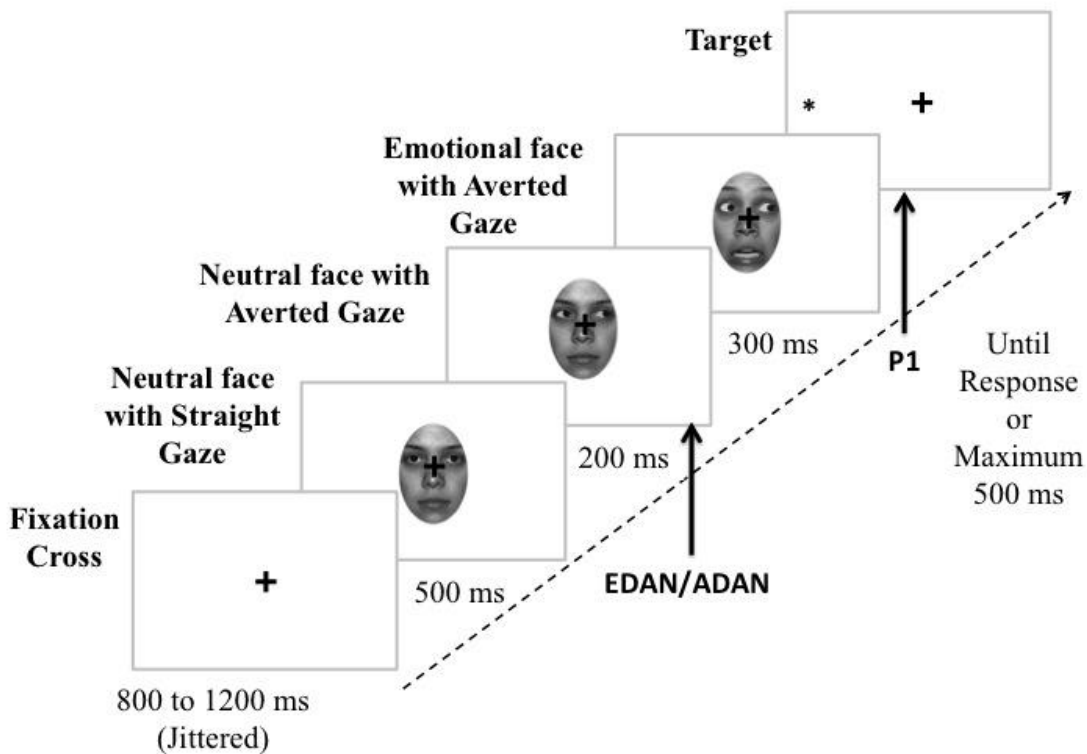 Target
*
+
Emotional face
with Averted
Gaze
+
Neutral face with
Averted Gaze
+
300 ms
P1
Until
Response
or
Maximum
500 ms
Neutral face
with Straight
Gaze
+
200 ms
EDAN/ADAN
Fixation
Cross
+
500 ms
800 to 1200 ms
(Jittered)